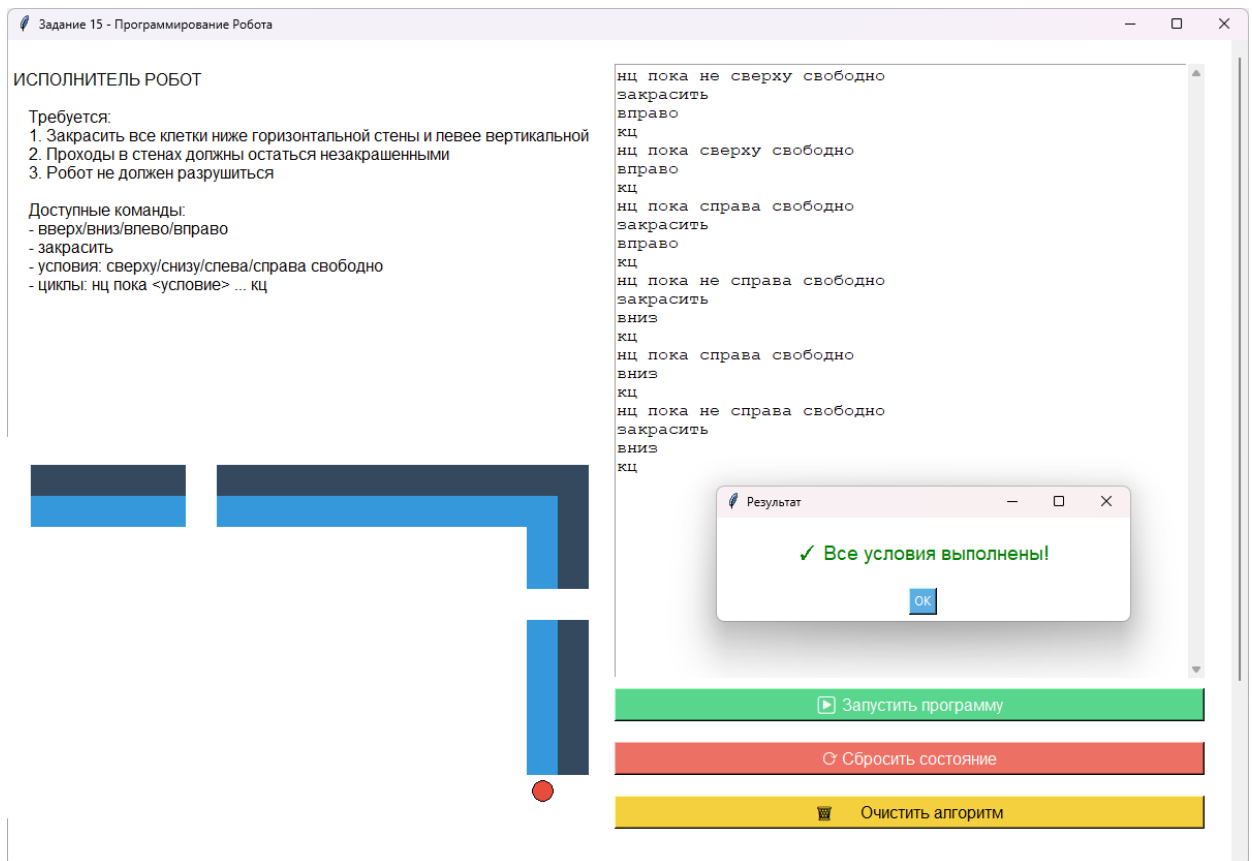 Задание 15 - Программирование Робота
ИСПОЛНИТЕЛЬ РОБОТ
Требуется:
1. Закрасить все клетки ниже горизонтальной стены и левее вертикальной
2. Проходы в стенах должны остаться незакрашенными
3. Робот не должен разрушиться
Доступные команды:
- вверх/вниз/влево/вправо
- закрасить
- условия: сверху/снизу/слева/справа свободно
- циклы: нц пока <условие> ... кц
нц пока не сверху свободно
закрасить
вправо
кц
нц пока сверху свободно
вправо
кц
нц пока справа свободно
закрасить
вправо
кц
нц пока не справа свободно
закрасить
вниз
кц
нц пока справа свободно
вниз
кц
нц пока не справа свободно
закрасить
вниз
кц
Результат
✓ Все условия выполнены!
ОК
Запустить программу
Сбросить состояние
Очистить алгоритм